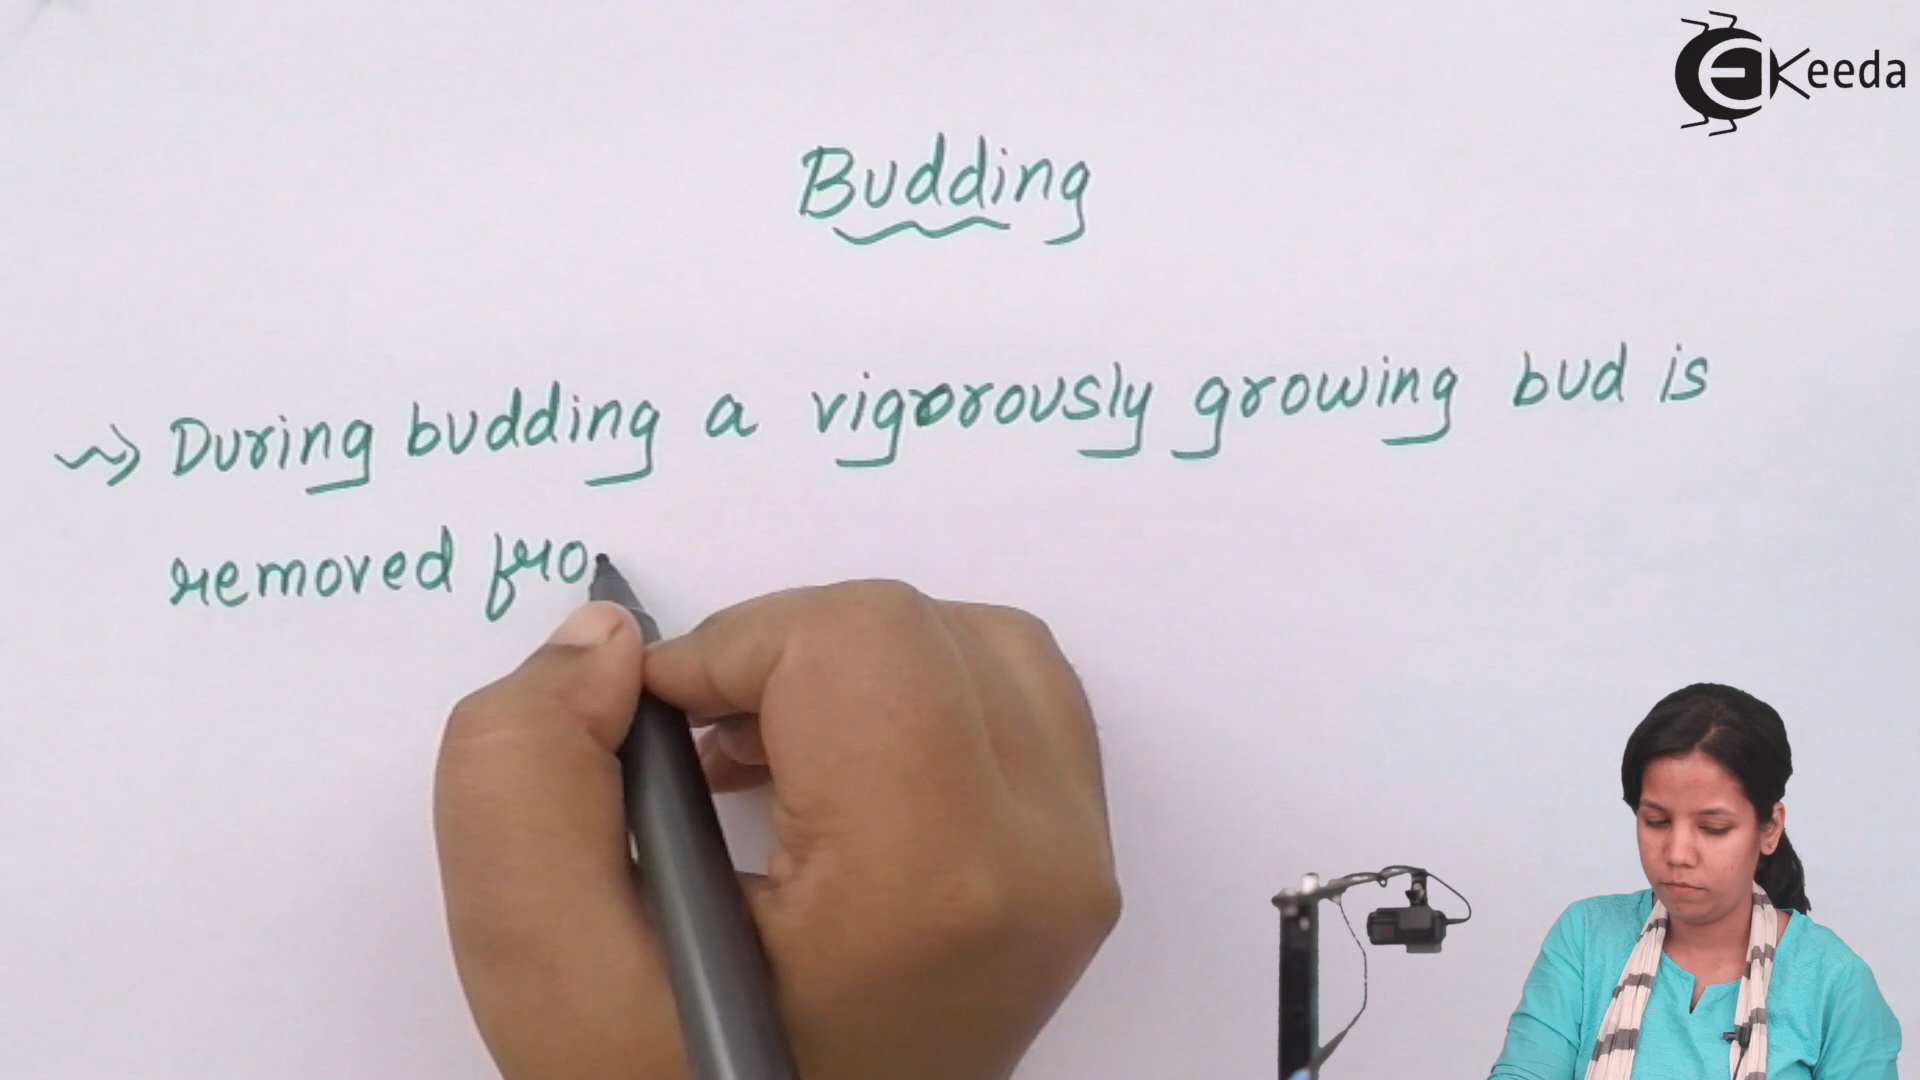 EKeeda
Budding
⇝ During budding a vigorously growing bud is
removed fro